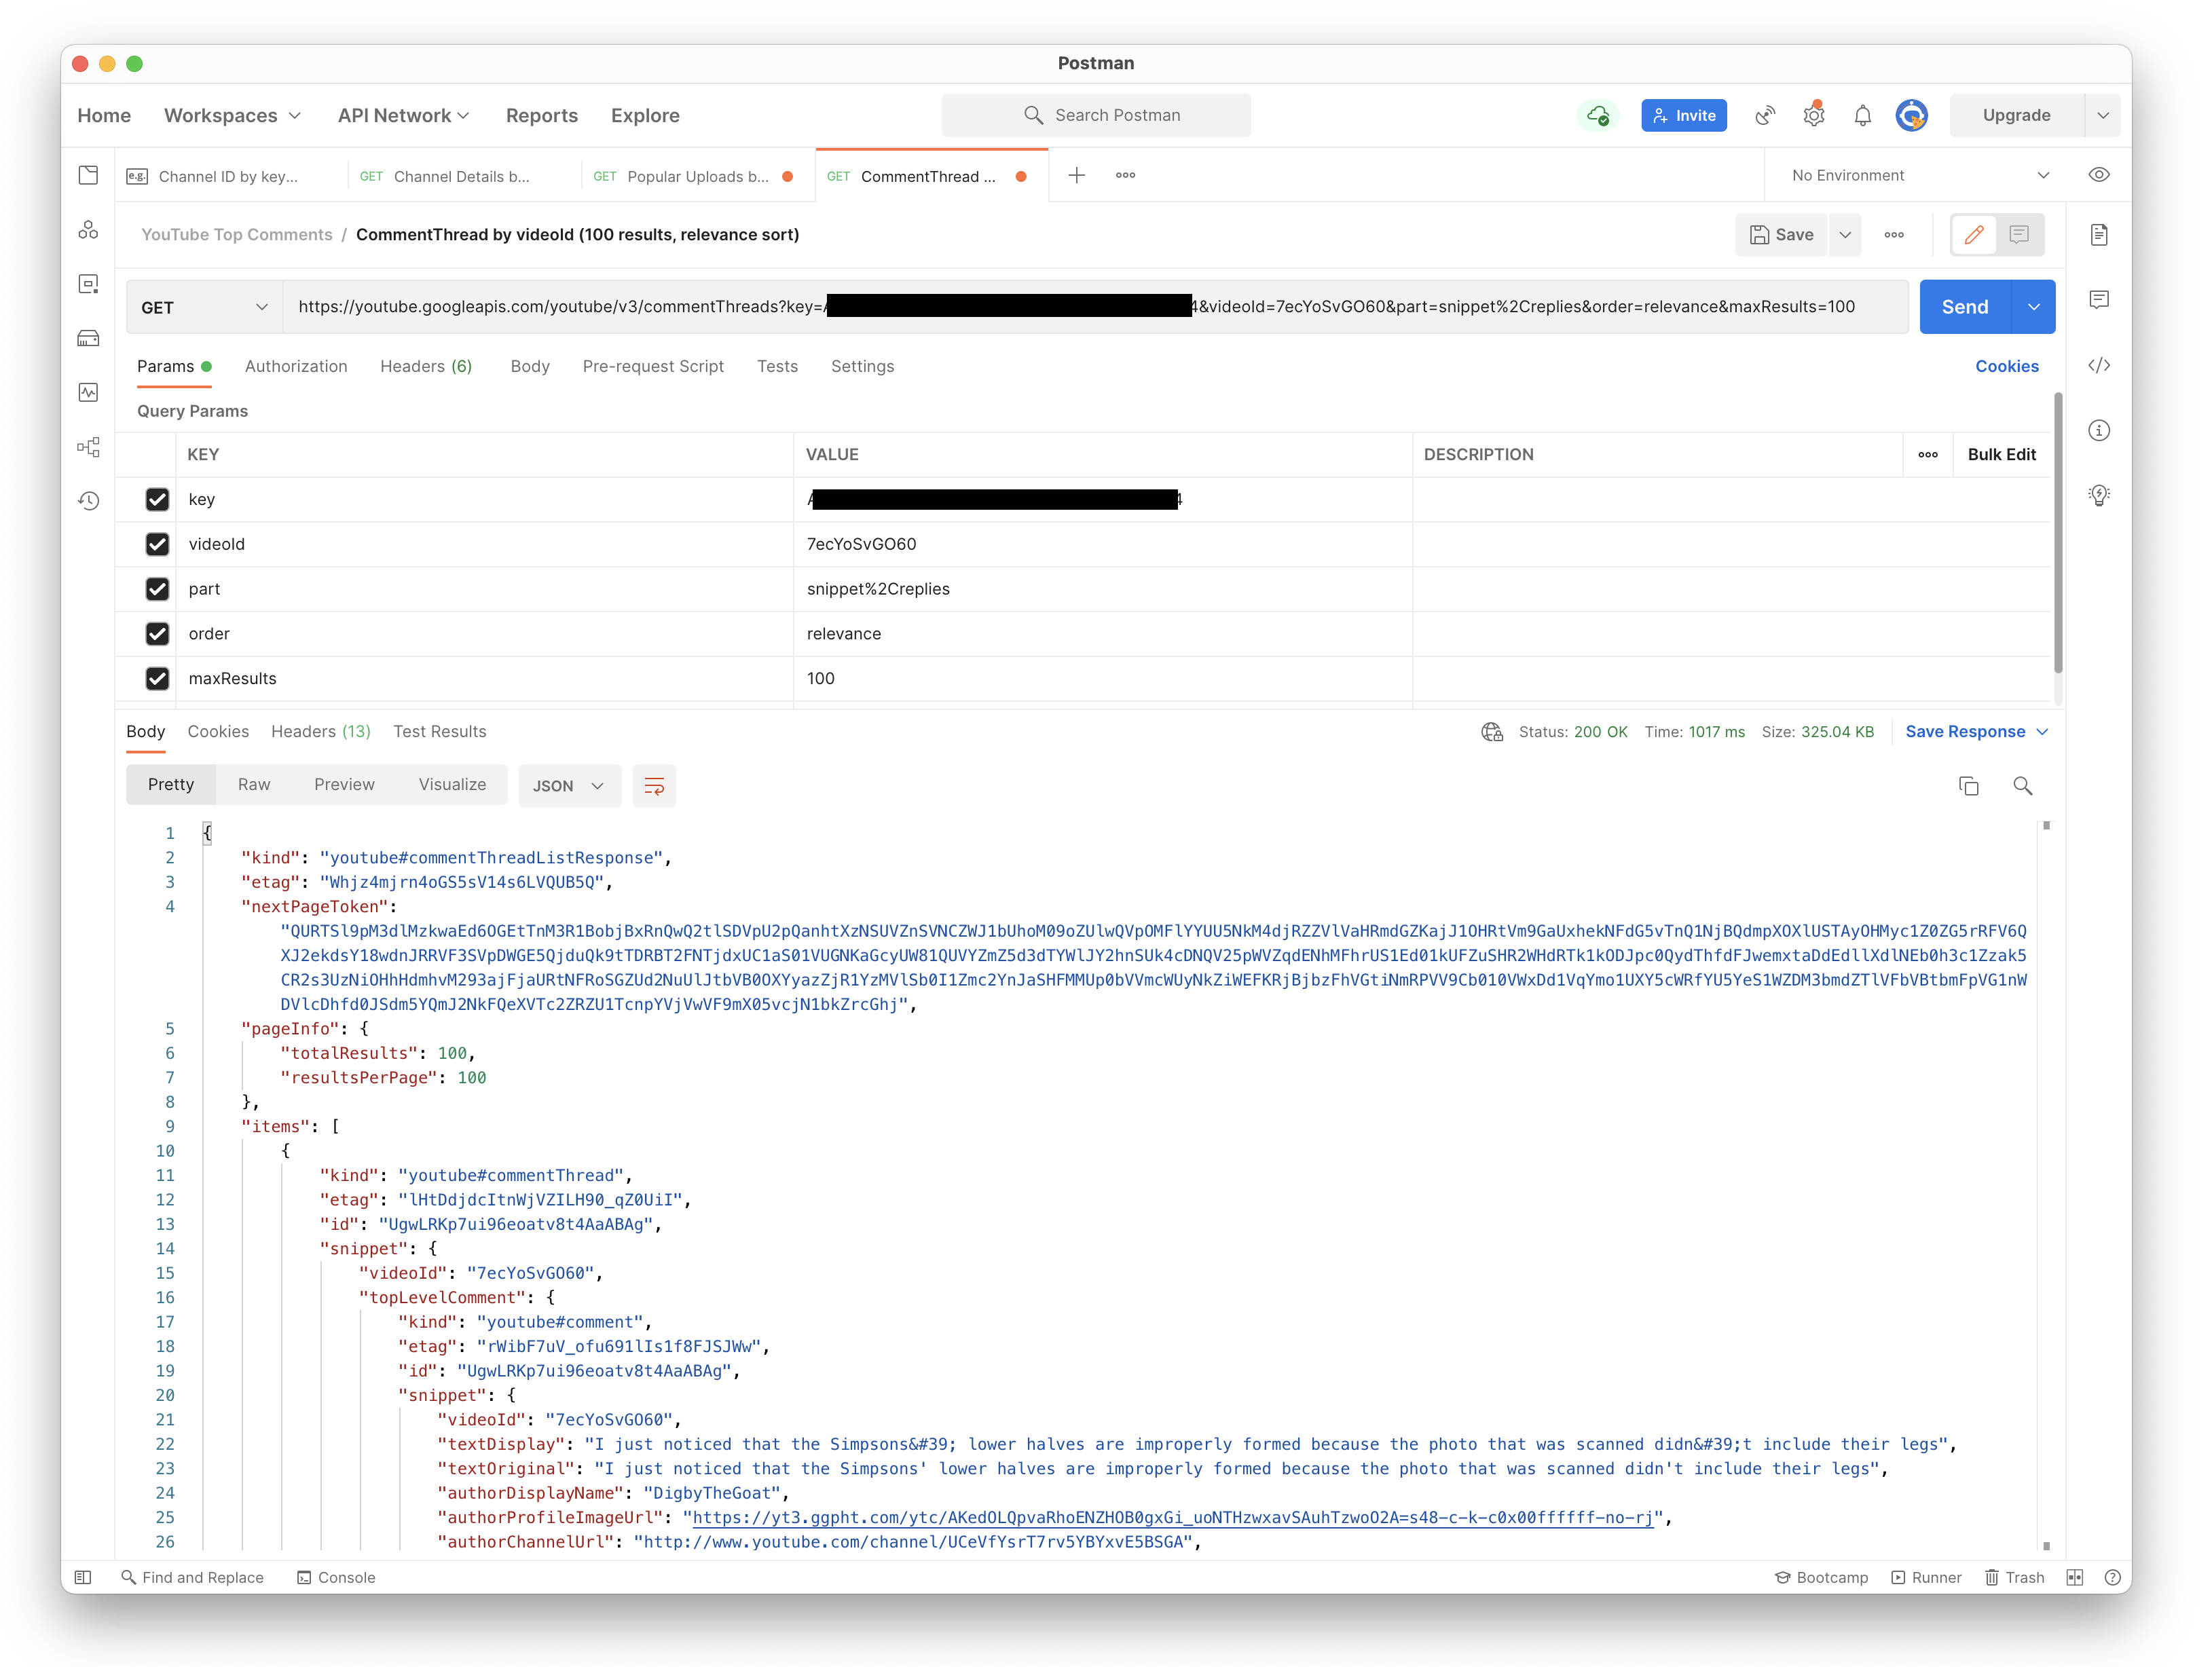 Postman
Home Workspaces API Network Reports Explore Search Postman Invite Upgrade
e.g. Channel ID by key... GET Channel Details b... GET Popular Uploads b... GET CommentThread ... No Environment
YouTube Top Comments / CommentThread by videoId (100 results, relevance sort) Save
GET https://youtube.googleapis.com/youtube/v3/commentThreads?key=A 4&videoId=7ecYoSvGO60&part=snippet%2Creplies&order=relevance&maxResults=100 Send
Params Authorization Headers (6) Body Pre-request Script Tests Settings Cookies
Query Params
KEY VALUE DESCRIPTION Bulk Edit
key A 4
videoId 7ecYoSvGO60
part snippet%2Creplies
order relevance
maxResults 100
Body Cookies Headers (13) Test Results Status: 200 OK Time: 1017 ms Size: 325.04 KB Save Response
Pretty Raw Preview Visualize JSON
1 {
2 "kind": "youtube#commentThreadListResponse",
3 "etag": "Whjz4mjrn4oGS5sV14s6LVQUB5Q",
4 "nextPageToken":
5 "pageInfo": {
6 "totalResults": 100,
7 "resultsPerPage": 100
8 },
9 "items": [
10 {
11 "kind": "youtube#commentThread",
12 "etag": "lHtDdjdcItnWjVZILH90_qZ0UiI",
13 "id": "UgwLRKp7ui96eoatv8t4AaABAg",
14 "snippet": {
15 "videoId": "7ecYoSvGO60",
16 "topLevelComment": {
17 "kind": "youtube#comment",
18 "etag": "rWibF7uV_ofu691lIs1f8FJSJWw",
19 "id": "UgwLRKp7ui96eoatv8t4AaABAg",
20 "snippet": {
21 "videoId": "7ecYoSvGO60",
22 "textDisplay": "I just noticed that the Simpsons&#39; lower halves are improperly formed because the photo that was scanned didn&#39;t include their legs",
23 "textOriginal": "I just noticed that the Simpsons' lower halves are improperly formed because the photo that was scanned didn't include their legs",
24 "authorDisplayName": "DigbyTheGoat",
25 "authorProfileImageUrl": "https://yt3.ggpht.com/ytc/AKedOLQpvaRhoENZHOB0gxGi_uoNTHzwxavSAuhTzwoO2A=s48-c-k-c0x00ffffff-no-rj",
26 "authorChannelUrl": "http://www.youtube.com/channel/UCeVfYsrT7rv5YBYxvE5BSGA",
Find and Replace Console Bootcamp Runner Trash